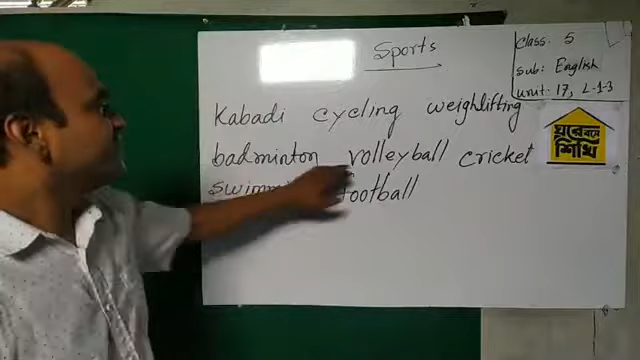 Sports
Class. 5
Sub: English
unit: 17, L-1-3
Kabadi cycling weighlifting
badminton volleyball cricket
football
ঘরে বসে
শিখি